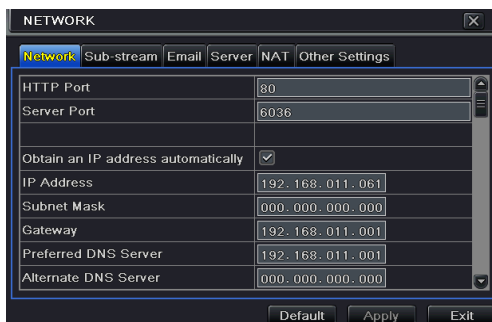 NETWORK
Network Sub-stream Email Server NAT Other Settings
HTTP Port 80
Server Port 6036
Obtain an IP address automatically
IP Address 192.168.011.061
Subnet Mask 000.000.000.000
Gateway 192.168.011.001
Preferred DNS Server 192.168.011.001
Alternate DNS Server 000.000.000.000
Default Apply Exit